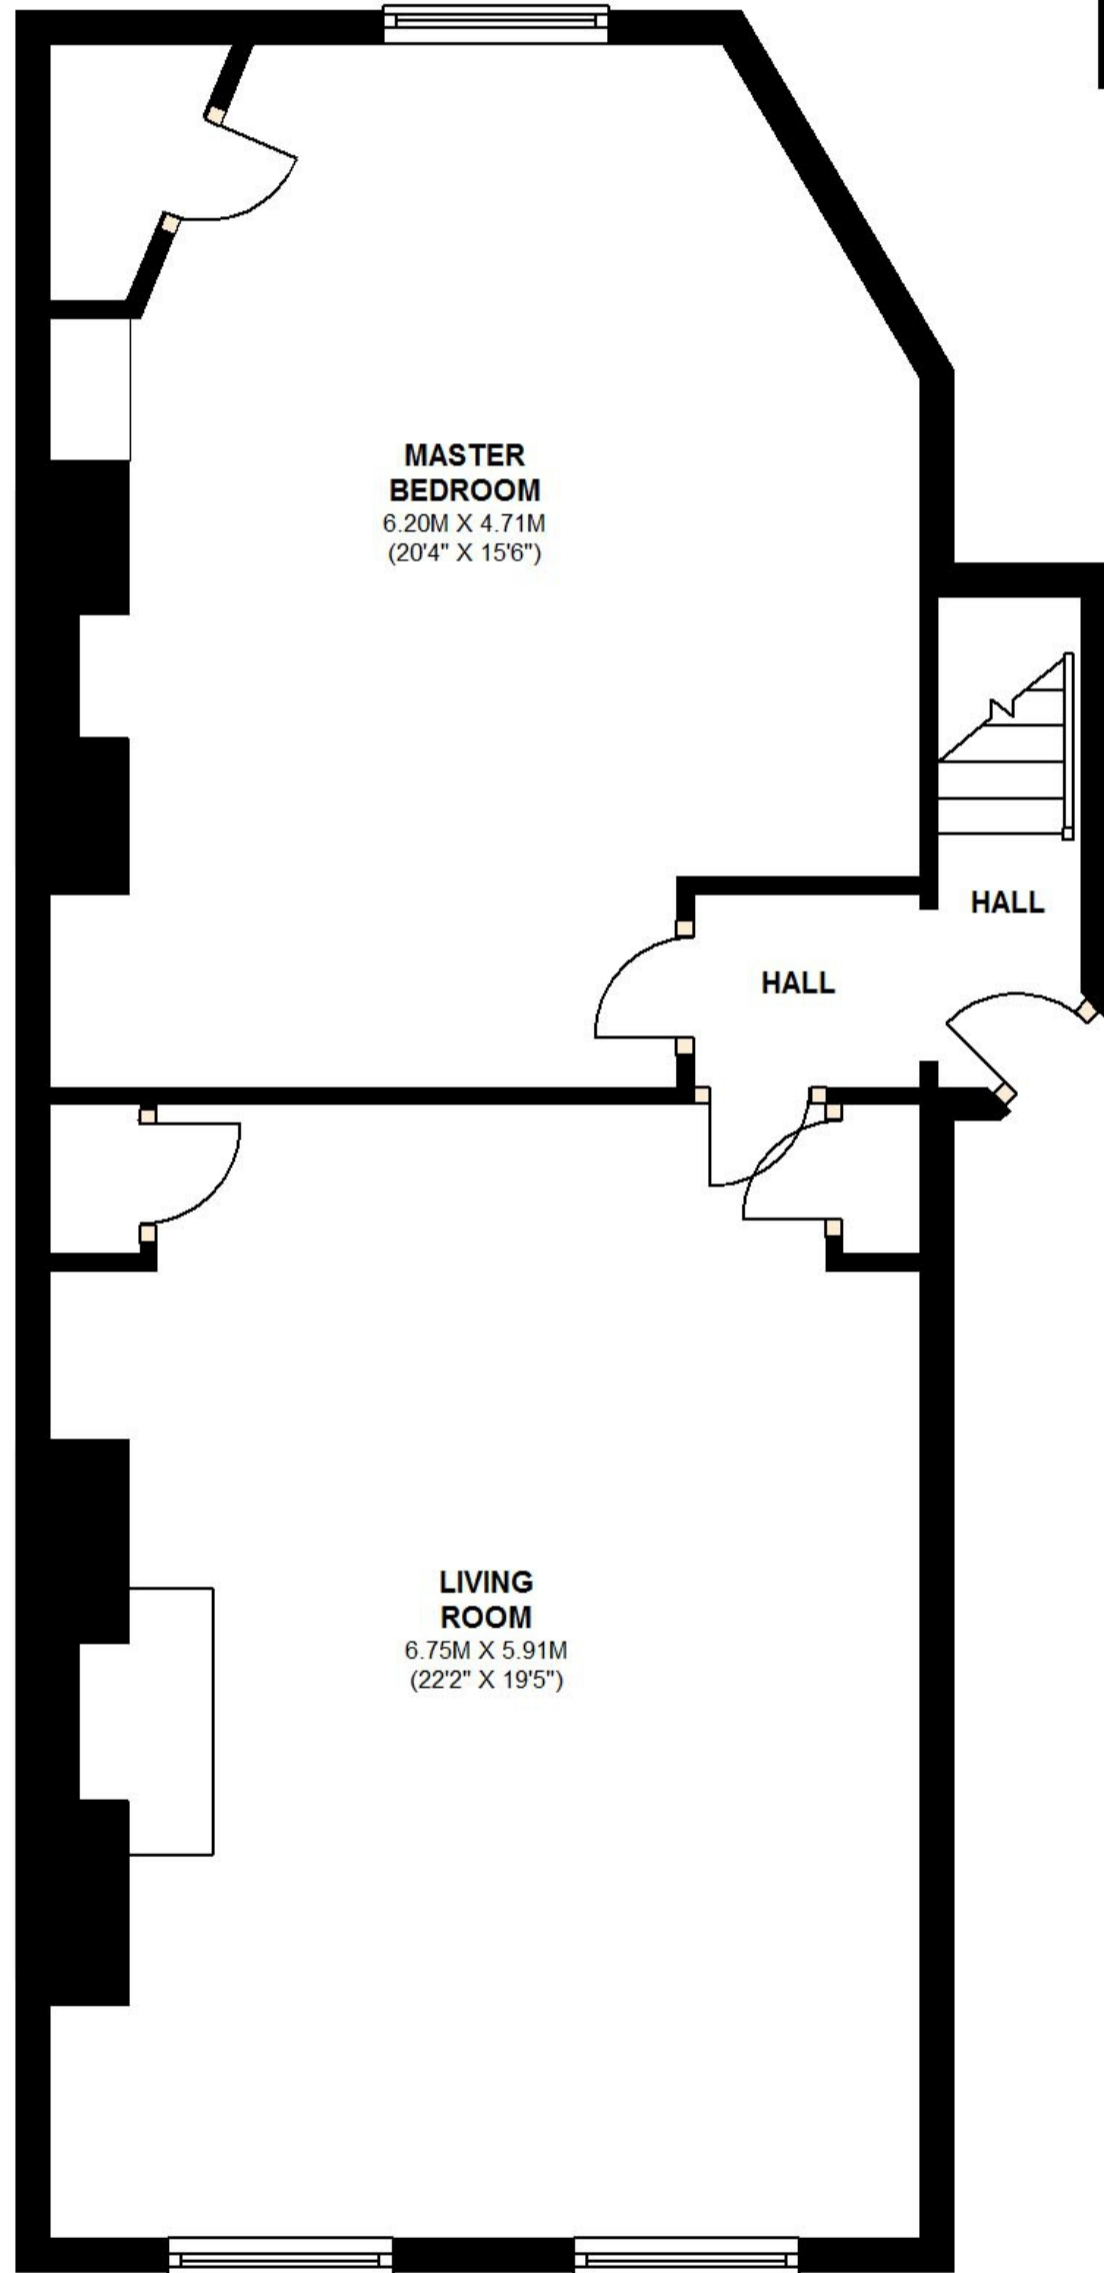 MASTER
BEDROOM
6.20M X 4.71M
(20'4" X 15'6")
HALL
HALL
LIVING
ROOM
6.75M X 5.91M
(22'2" X 19'5")